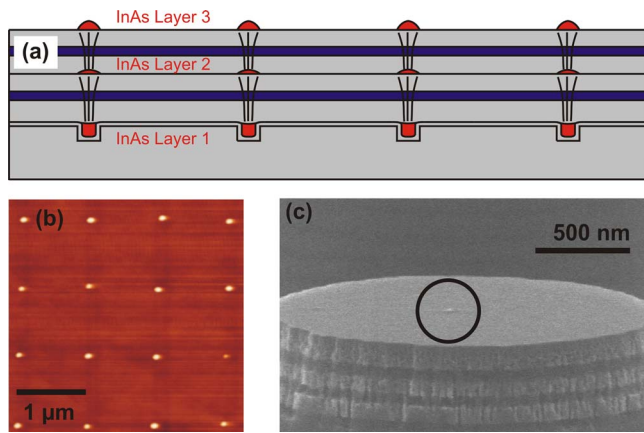 InAs Layer 3
(a)
InAs Layer 2
InAs Layer 1
(b)
(c)
500 nm
1 µm